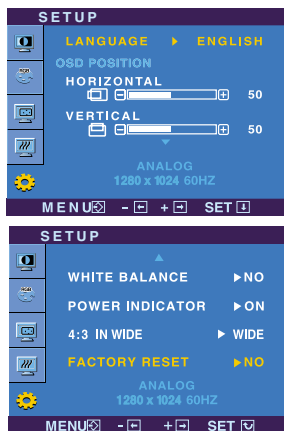 SETUP
LANGUAGE ENGLISH
OSD POSITION
HORIZONTAL
50
VERTICAL
50
ANALOG
1280 x 1024 60HZ
MENU - + SET
SETUP
WHITE BALANCE NO
POWER INDICATOR ON
4:3 IN WIDE WIDE
FACTORY RESET NO
ANALOG
1280 x 1024 60HZ
MENU - + SET